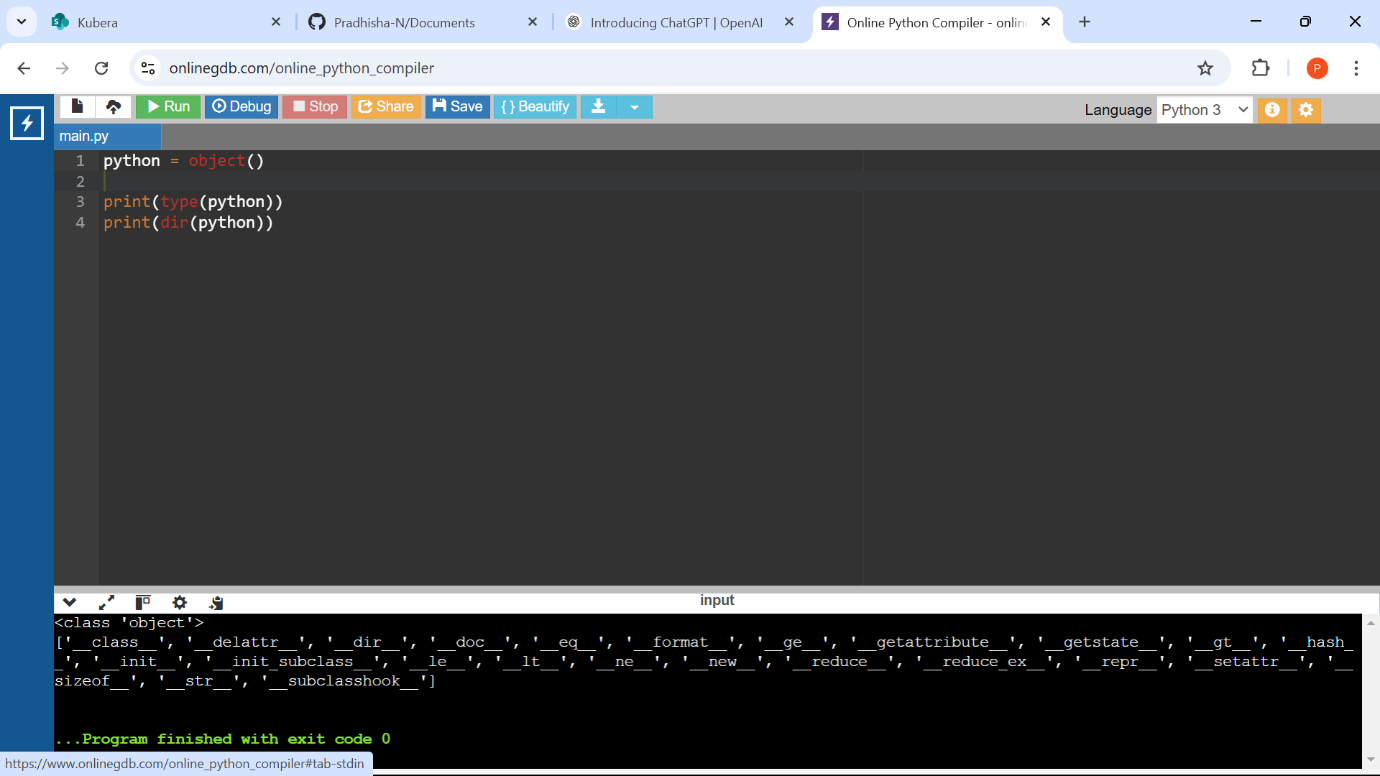 Kubera
Pradhisha-N/Documents
Introducing ChatGPT | OpenAI
Online Python Compiler - onlin
onlinegdb.com/online_python_compiler
P
Run
Debug
Stop
Share
Save
{ } Beautify
Language
Python 3
main.py
1 python = object()
2
3 print(type(python))
4 print(dir(python))
input
<class 'object'>
['__class__', '__delattr__', '__dir__', '__doc__', '__eq__', '__format__', '__ge__', '__getattribute__', '__getstate__', '__gt__', '__hash_
_', '__init__', '__init_subclass__', '__le__', '__lt__', '__ne__', '__new__', '__reduce__', '__reduce_ex__', '__repr__', '__setattr__', '__
sizeof__', '__str__', '__subclasshook__']
...Program finished with exit code 0
https://www.onlinegdb.com/online_python_compiler#tab-stdin